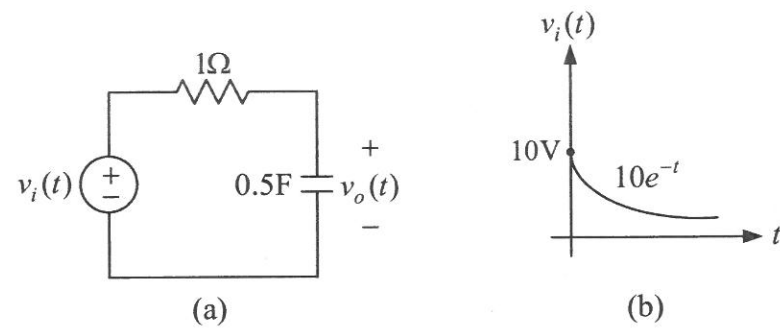 1Ω
+
−
v_i(t)
0.5F
+
v_o(t)
−
(a)
v_i(t)
10V
10e^{-t}
t
(b)